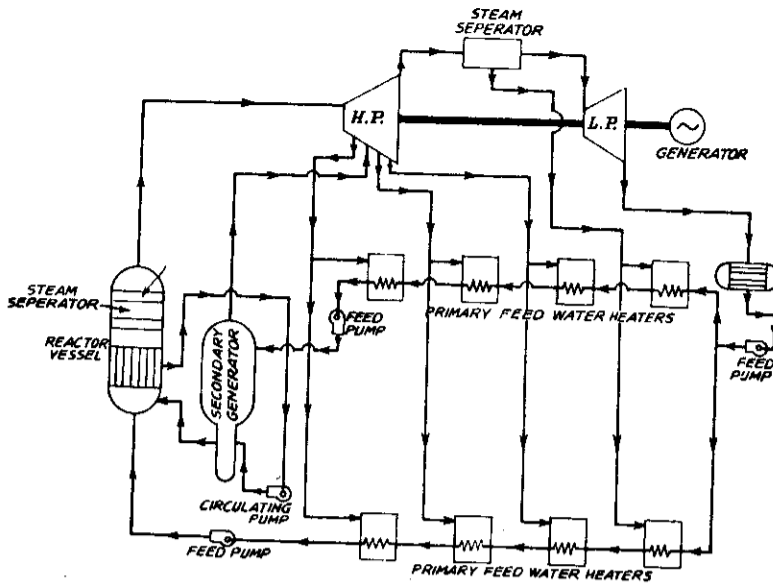 STEAM
SEPERATOR
H.P.
L.P.
GENERATOR
STEAM
SEPERATOR
REACTOR
VESSEL
SECONDARY
GENERATOR
FEED
PUMP
PRIMARY FEED WATER HEATERS
FEED
PUMP
CIRCULATING
PUMP
FEED PUMP
PRIMARY FEED WATER HEATERS